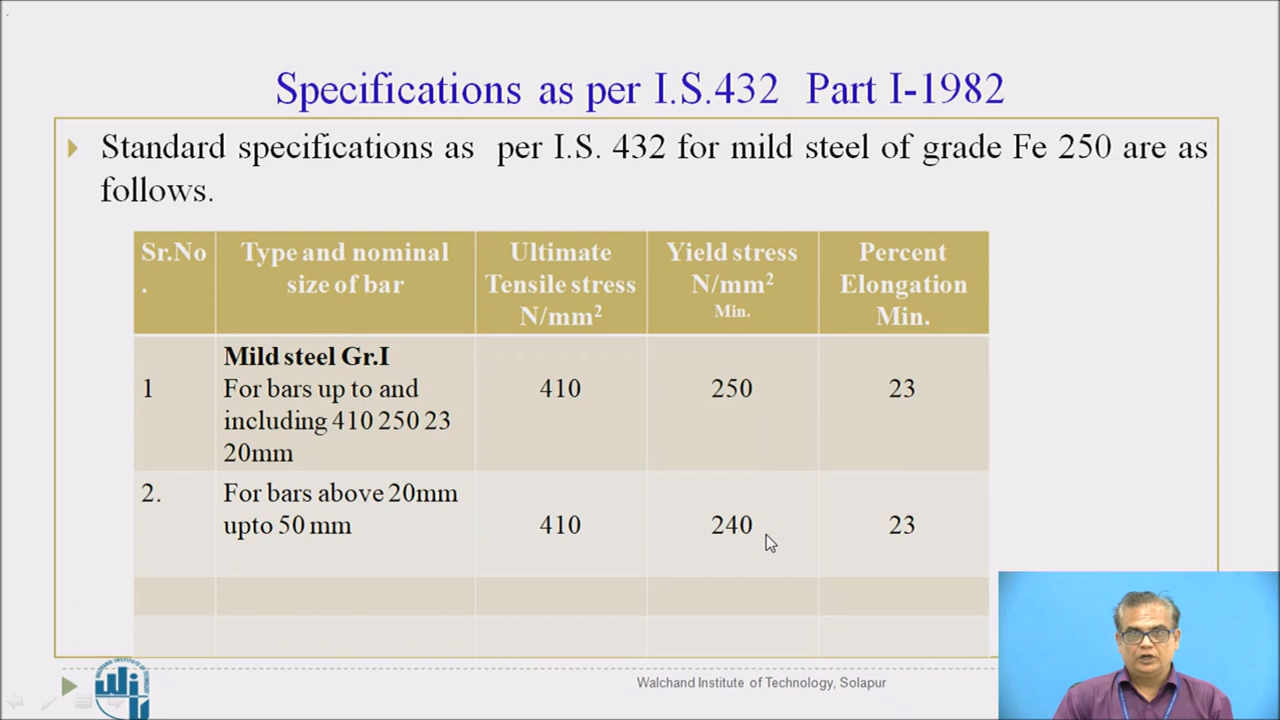 Specifications as per I.S.432 Part I-1982
Standard specifications as per I.S. 432 for mild steel of grade Fe 250 are as
follows.
Sr.No
.
Type and nominal
size of bar
Ultimate
Tensile stress
N/mm²
Yield stress
N/mm²
Min.
Percent
Elongation
Min.
1
Mild steel Gr.I
For bars up to and
including 410 250 23
20mm
410
250
23
2.
For bars above 20mm
upto 50 mm
410
240
23
Walchand Institute of Technology, Solapur